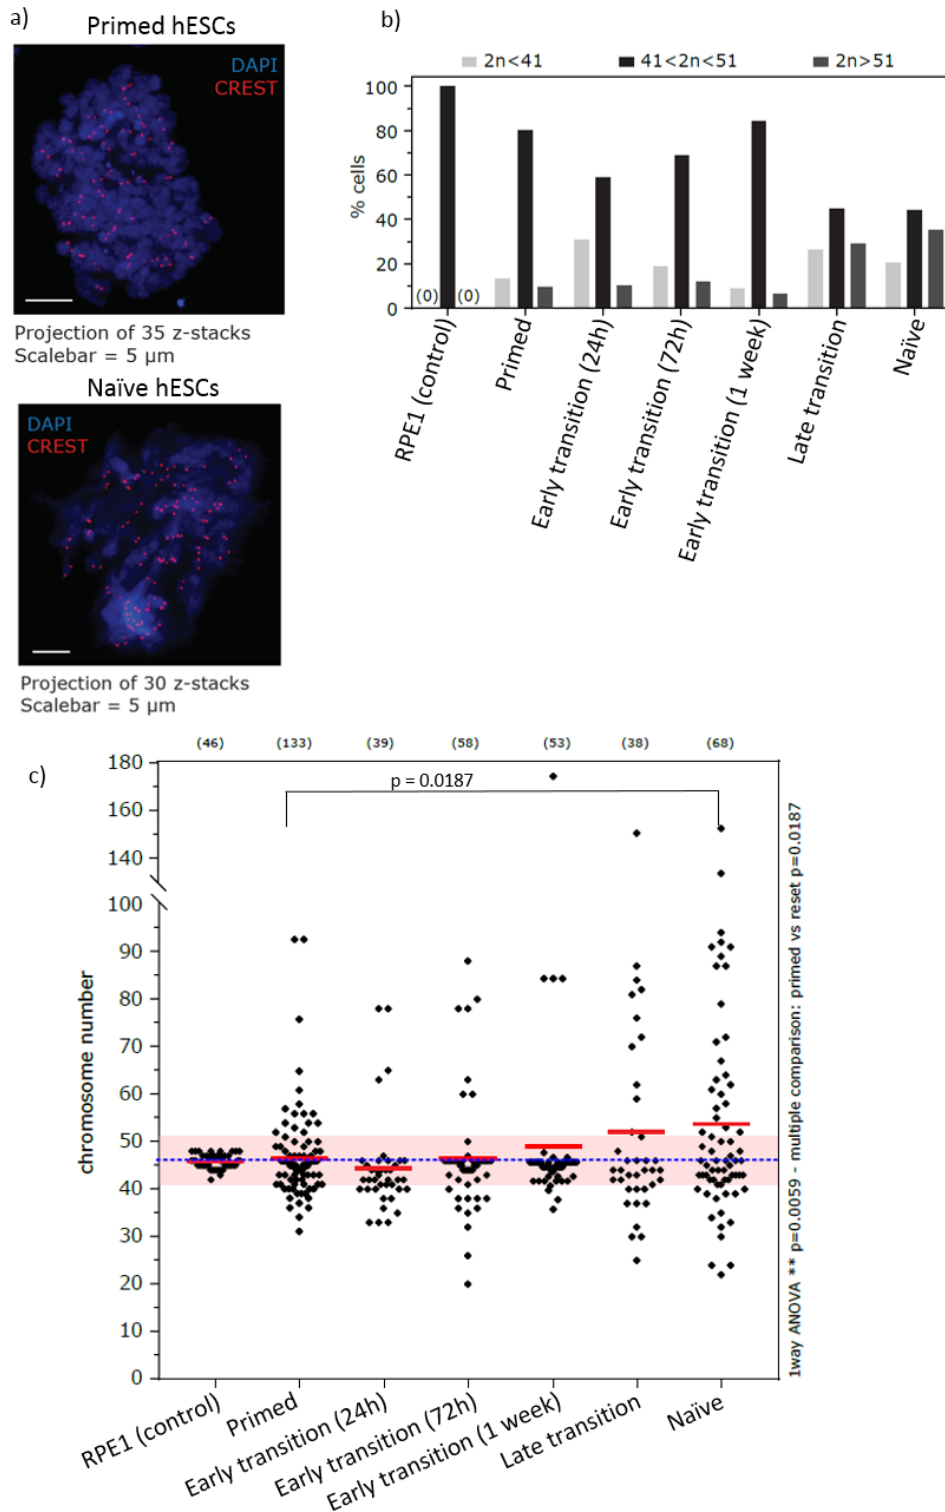 a)
Primed hESCs
DAPI
CREST
Projection of 35 z-stacks
Scalebar = 5 µm
Naïve hESCs
DAPI
CREST
Projection of 30 z-stacks
Scalebar = 5 µm
b)
2n<41 41<2n<51 2n>51
% cells
100
80
60
40
20
0
(0) (0)
RPE1 (control)
Primed
Early transition (24h)
Early transition (72h)
Early transition (1 week)
Late transition
Naïve
c)
(46) (133) (39) (58) (53) (38) (68)
p = 0.0187
chromosome number
180
160
140
100
90
80
70
60
50
40
30
20
10
0
RPE1 (control)
Primed
Early transition (24h)
Early transition (72h)
Early transition (1 week)
Late transition
Naïve
1way ANOVA ** p=0.0059 - multiple comparison: primed vs reset p=0.0187